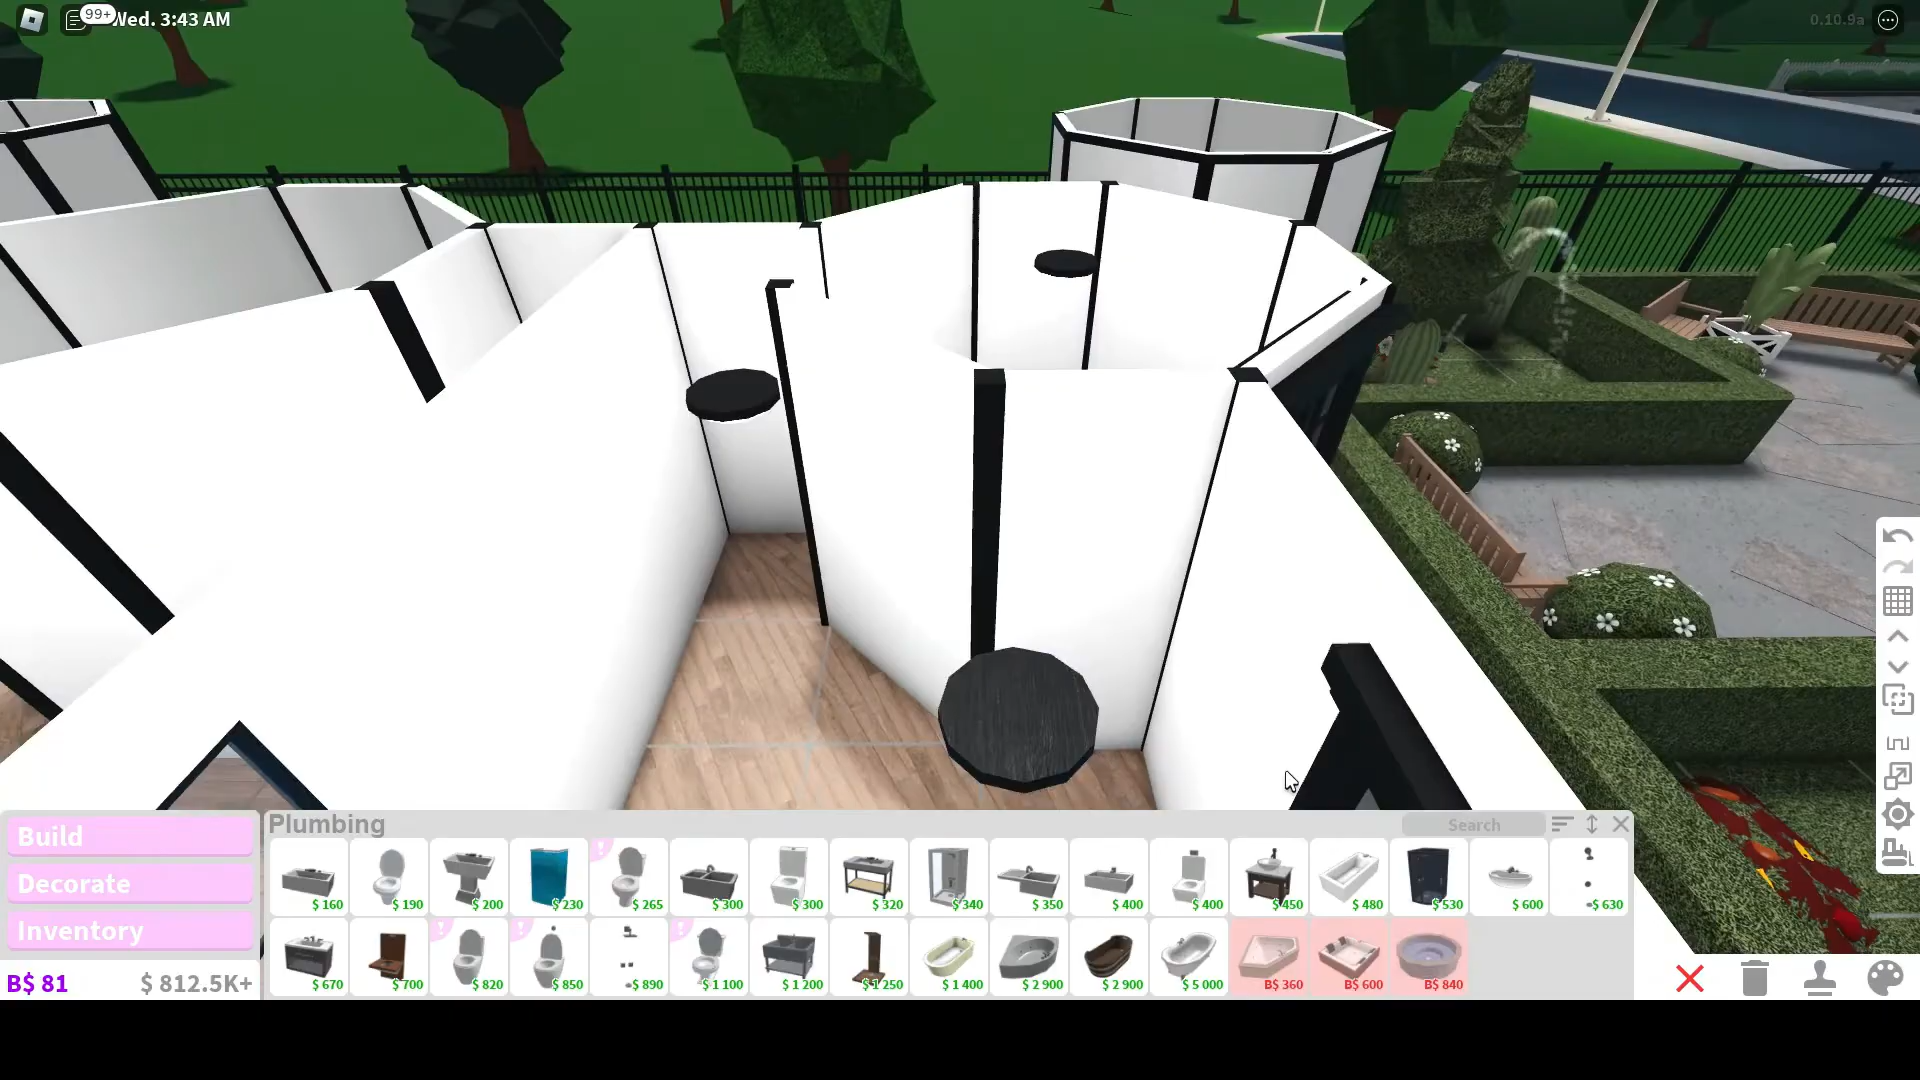 99+
Wed. 3:43 AM
0.10.9a
Build
Decorate
Inventory
B$ 81
$ 812.5K+
Plumbing
Search
$ 160
$ 190
$ 200
$ 230
$ 265
$ 300
$ 300
$ 320
$ 340
$ 350
$ 400
$ 400
$ 450
$ 480
$ 530
$ 600
$ 630
$ 670
$ 700
$ 820
$ 850
$ 890
$ 1 100
$ 1 200
$ 1 250
$ 1 400
$ 2 900
$ 2 900
$ 5 000
B$ 360
B$ 600
B$ 840